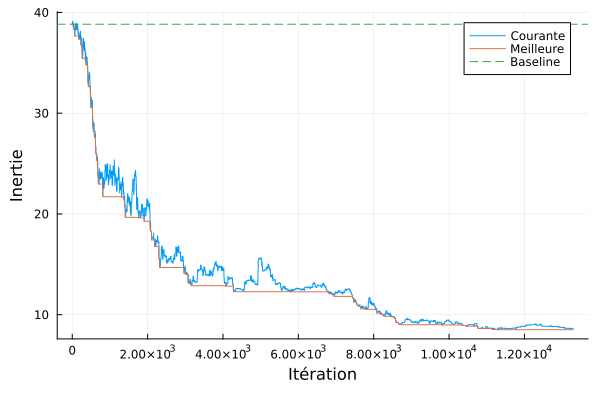 40
30
20
10
Inertie
Courante
Meilleure
Baseline
0 2.00×10³ 4.00×10³ 6.00×10³ 8.00×10³ 1.00×10⁴ 1.20×10⁴
Itération